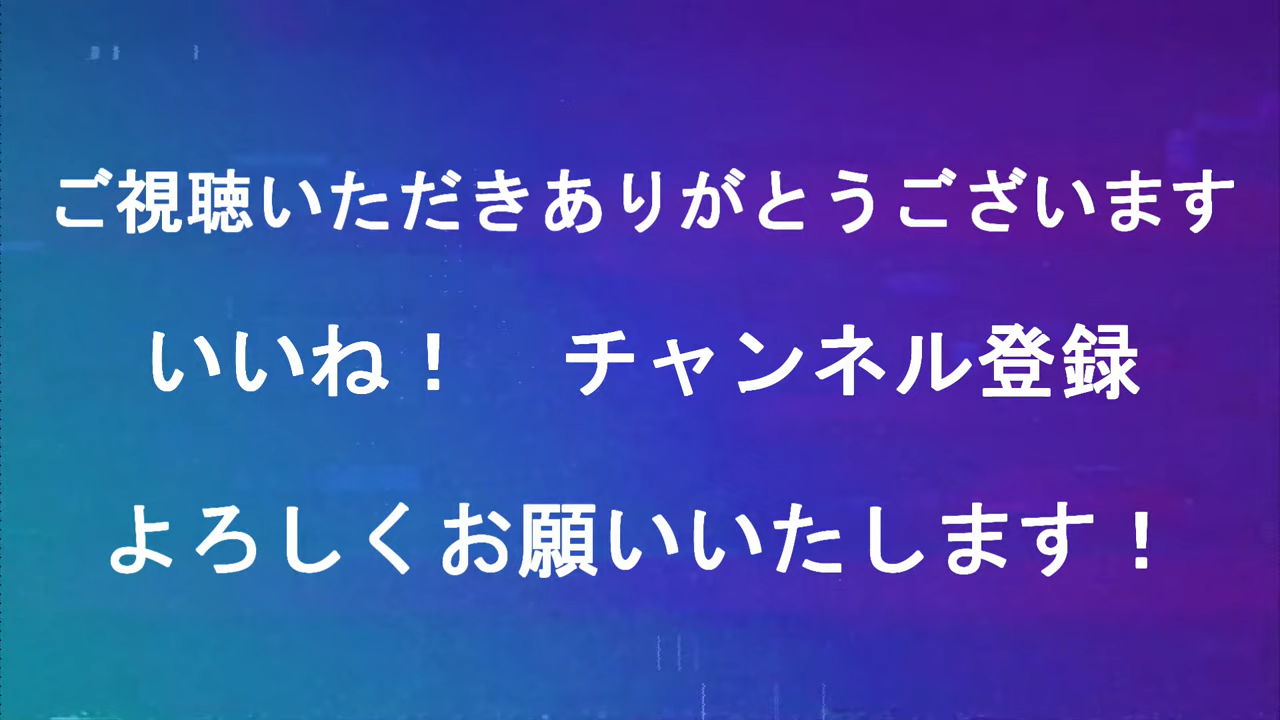 ご視聴いただきありがとうございます
いいね！　チャンネル登録
よろしくお願いいたします！